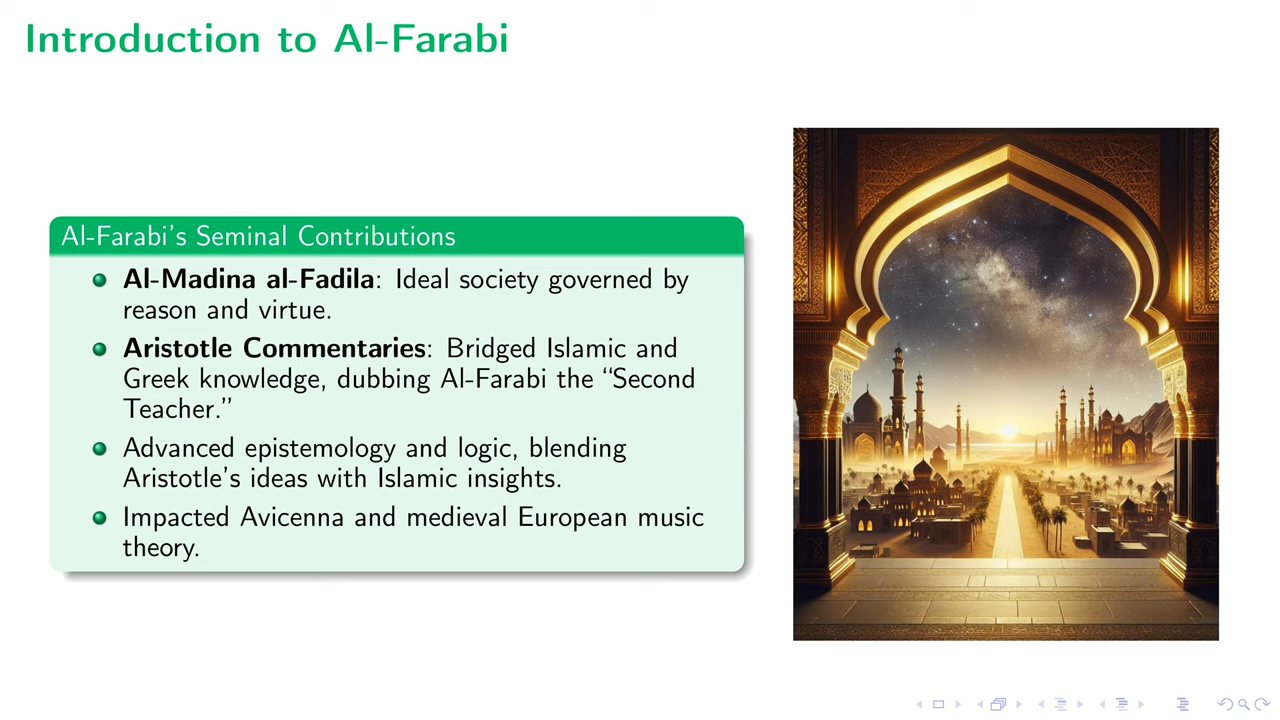 Introduction to Al-Farabi
Al-Farabi's Seminal Contributions
Al-Madina al-Fadila: Ideal society governed by
reason and virtue.
Aristotle Commentaries: Bridged Islamic and
Greek knowledge, dubbing Al-Farabi the “Second
Teacher.”
Advanced epistemology and logic, blending
Aristotle's ideas with Islamic insights.
Impacted Avicenna and medieval European music
theory.